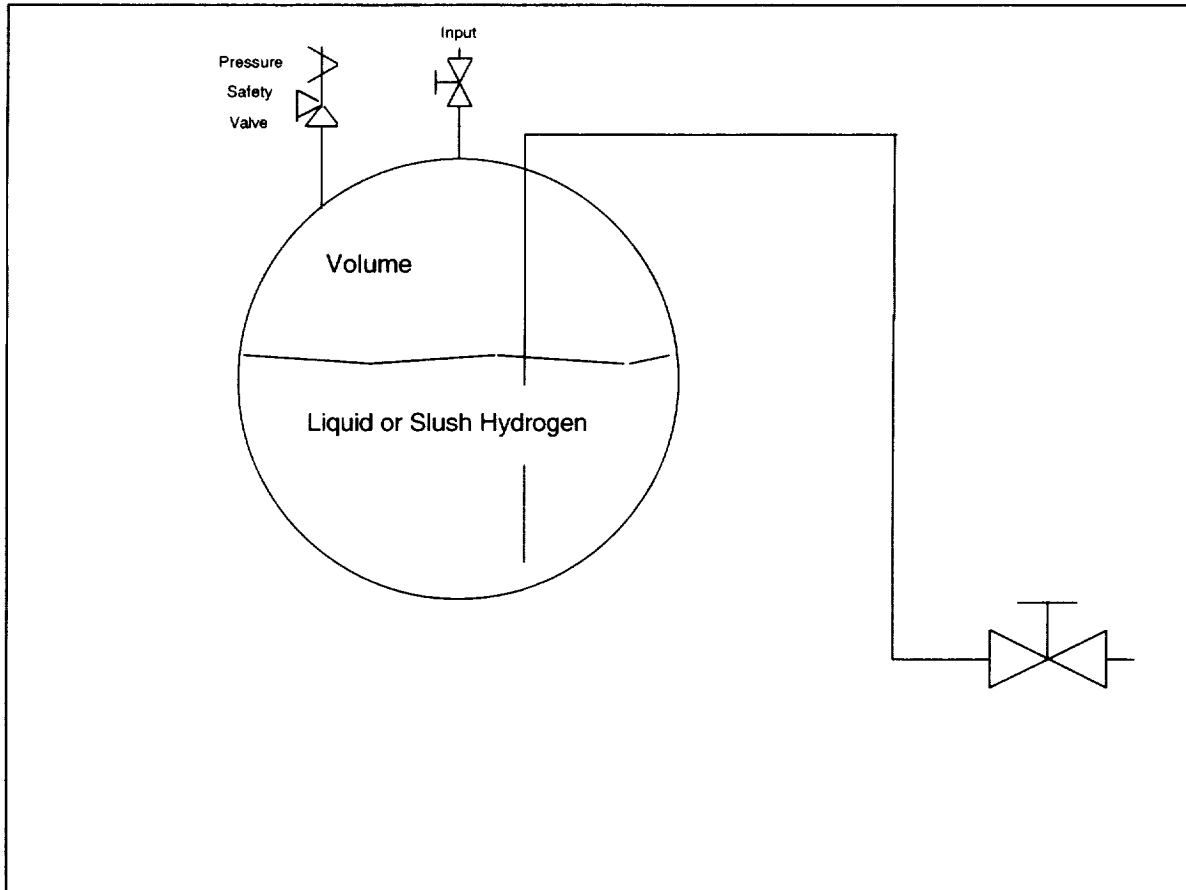 Input
Pressure
Safety
Valve
Volume
Liquid or Slush Hydrogen